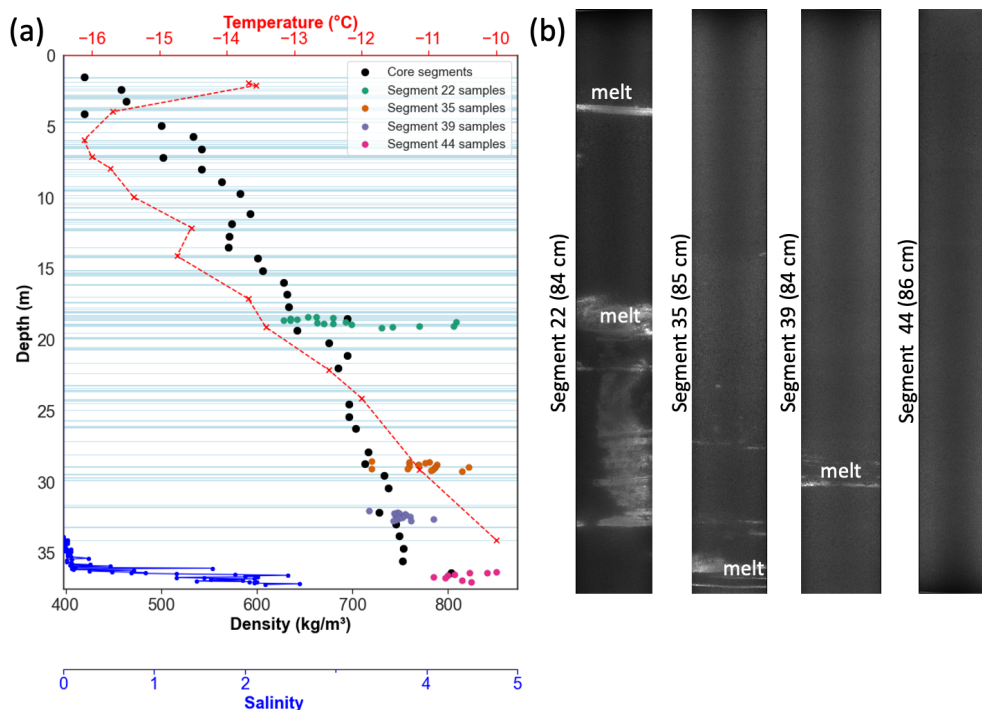 (a)
Temperature (°C)
−16 −15 −14 −13 −12 −11 −10
Core segments
Segment 22 samples
Segment 35 samples
Segment 39 samples
Segment 44 samples
0
5
10
15
20
25
30
35
Depth (m)
400 500 600 700 800
Density (kg/m³)
0 1 2 4 5
Salinity
(b)
Segment 22 (84 cm)
melt
melt
Segment 35 (85 cm)
melt
Segment 39 (84 cm)
melt
Segment 44 (86 cm)